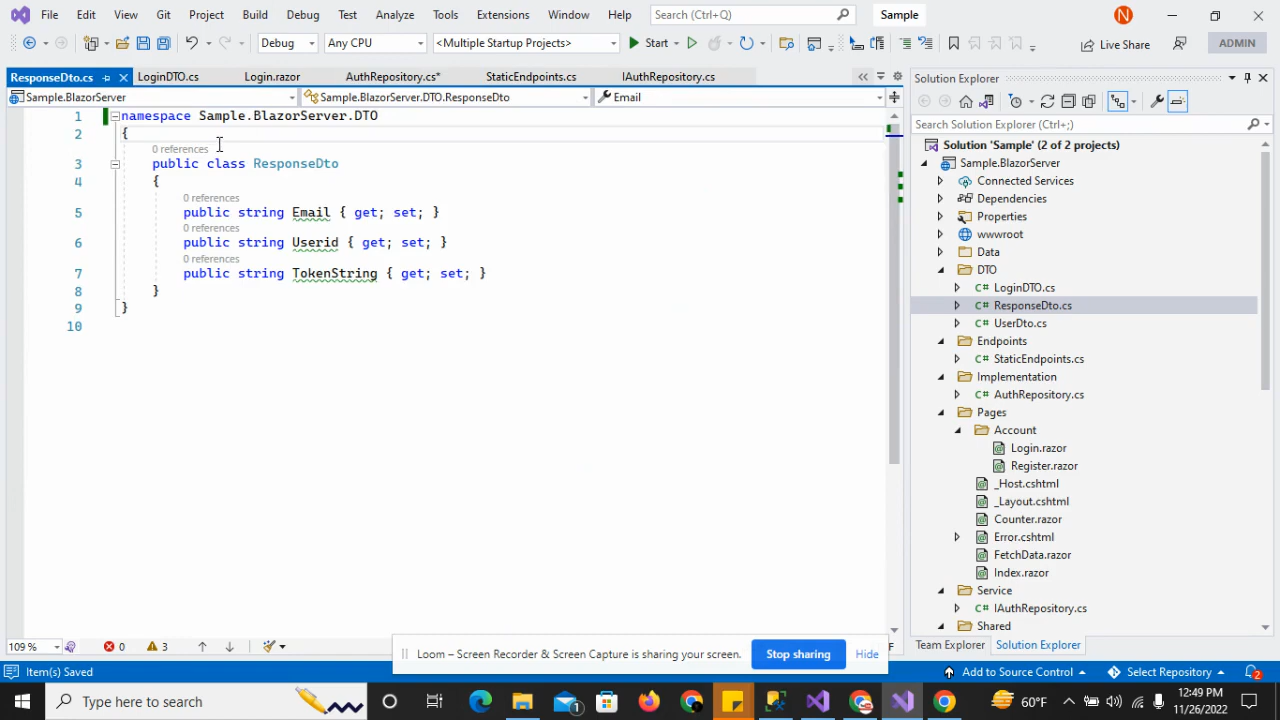 File Edit View Git Project Build Debug Test Analyze Tools Extensions Window Help Search (Ctrl+Q) Sample N
Debug Any CPU <Multiple Startup Projects> Start Live Share ADMIN
ResponseDto.cs LoginDTO.cs Login.razor AuthRepository.cs* StaticEndpoints.cs IAuthRepository.cs
Sample.BlazorServer Sample.BlazorServer.DTO.ResponseDto Email
1 namespace Sample.BlazorServer.DTO
2 {
0 references
3 public class ResponseDto
4 {
0 references
5 public string Email { get; set; }
0 references
6 public string Userid { get; set; }
0 references
7 public string TokenString { get; set; }
8 }
9 }
10
Solution Explorer
Search Solution Explorer (Ctrl+;)
Solution 'Sample' (2 of 2 projects)
Sample.BlazorServer
Connected Services
Dependencies
Properties
wwwroot
Data
DTO
C# LoginDTO.cs
C# ResponseDto.cs
C# UserDto.cs
Endpoints
C# StaticEndpoints.cs
Implementation
C# AuthRepository.cs
Pages
Account
Login.razor
Register.razor
_Host.cshtml
_Layout.cshtml
Counter.razor
Error.cshtml
FetchData.razor
Index.razor
Service
C# IAuthRepository.cs
Shared
Team Explorer Solution Explorer
109 % 0 3
Loom – Screen Recorder & Screen Capture is sharing your screen. Stop sharing Hide
Item(s) Saved Add to Source Control Select Repository 2
Type here to search 1 60°F 12:49 PM
11/26/2022 2